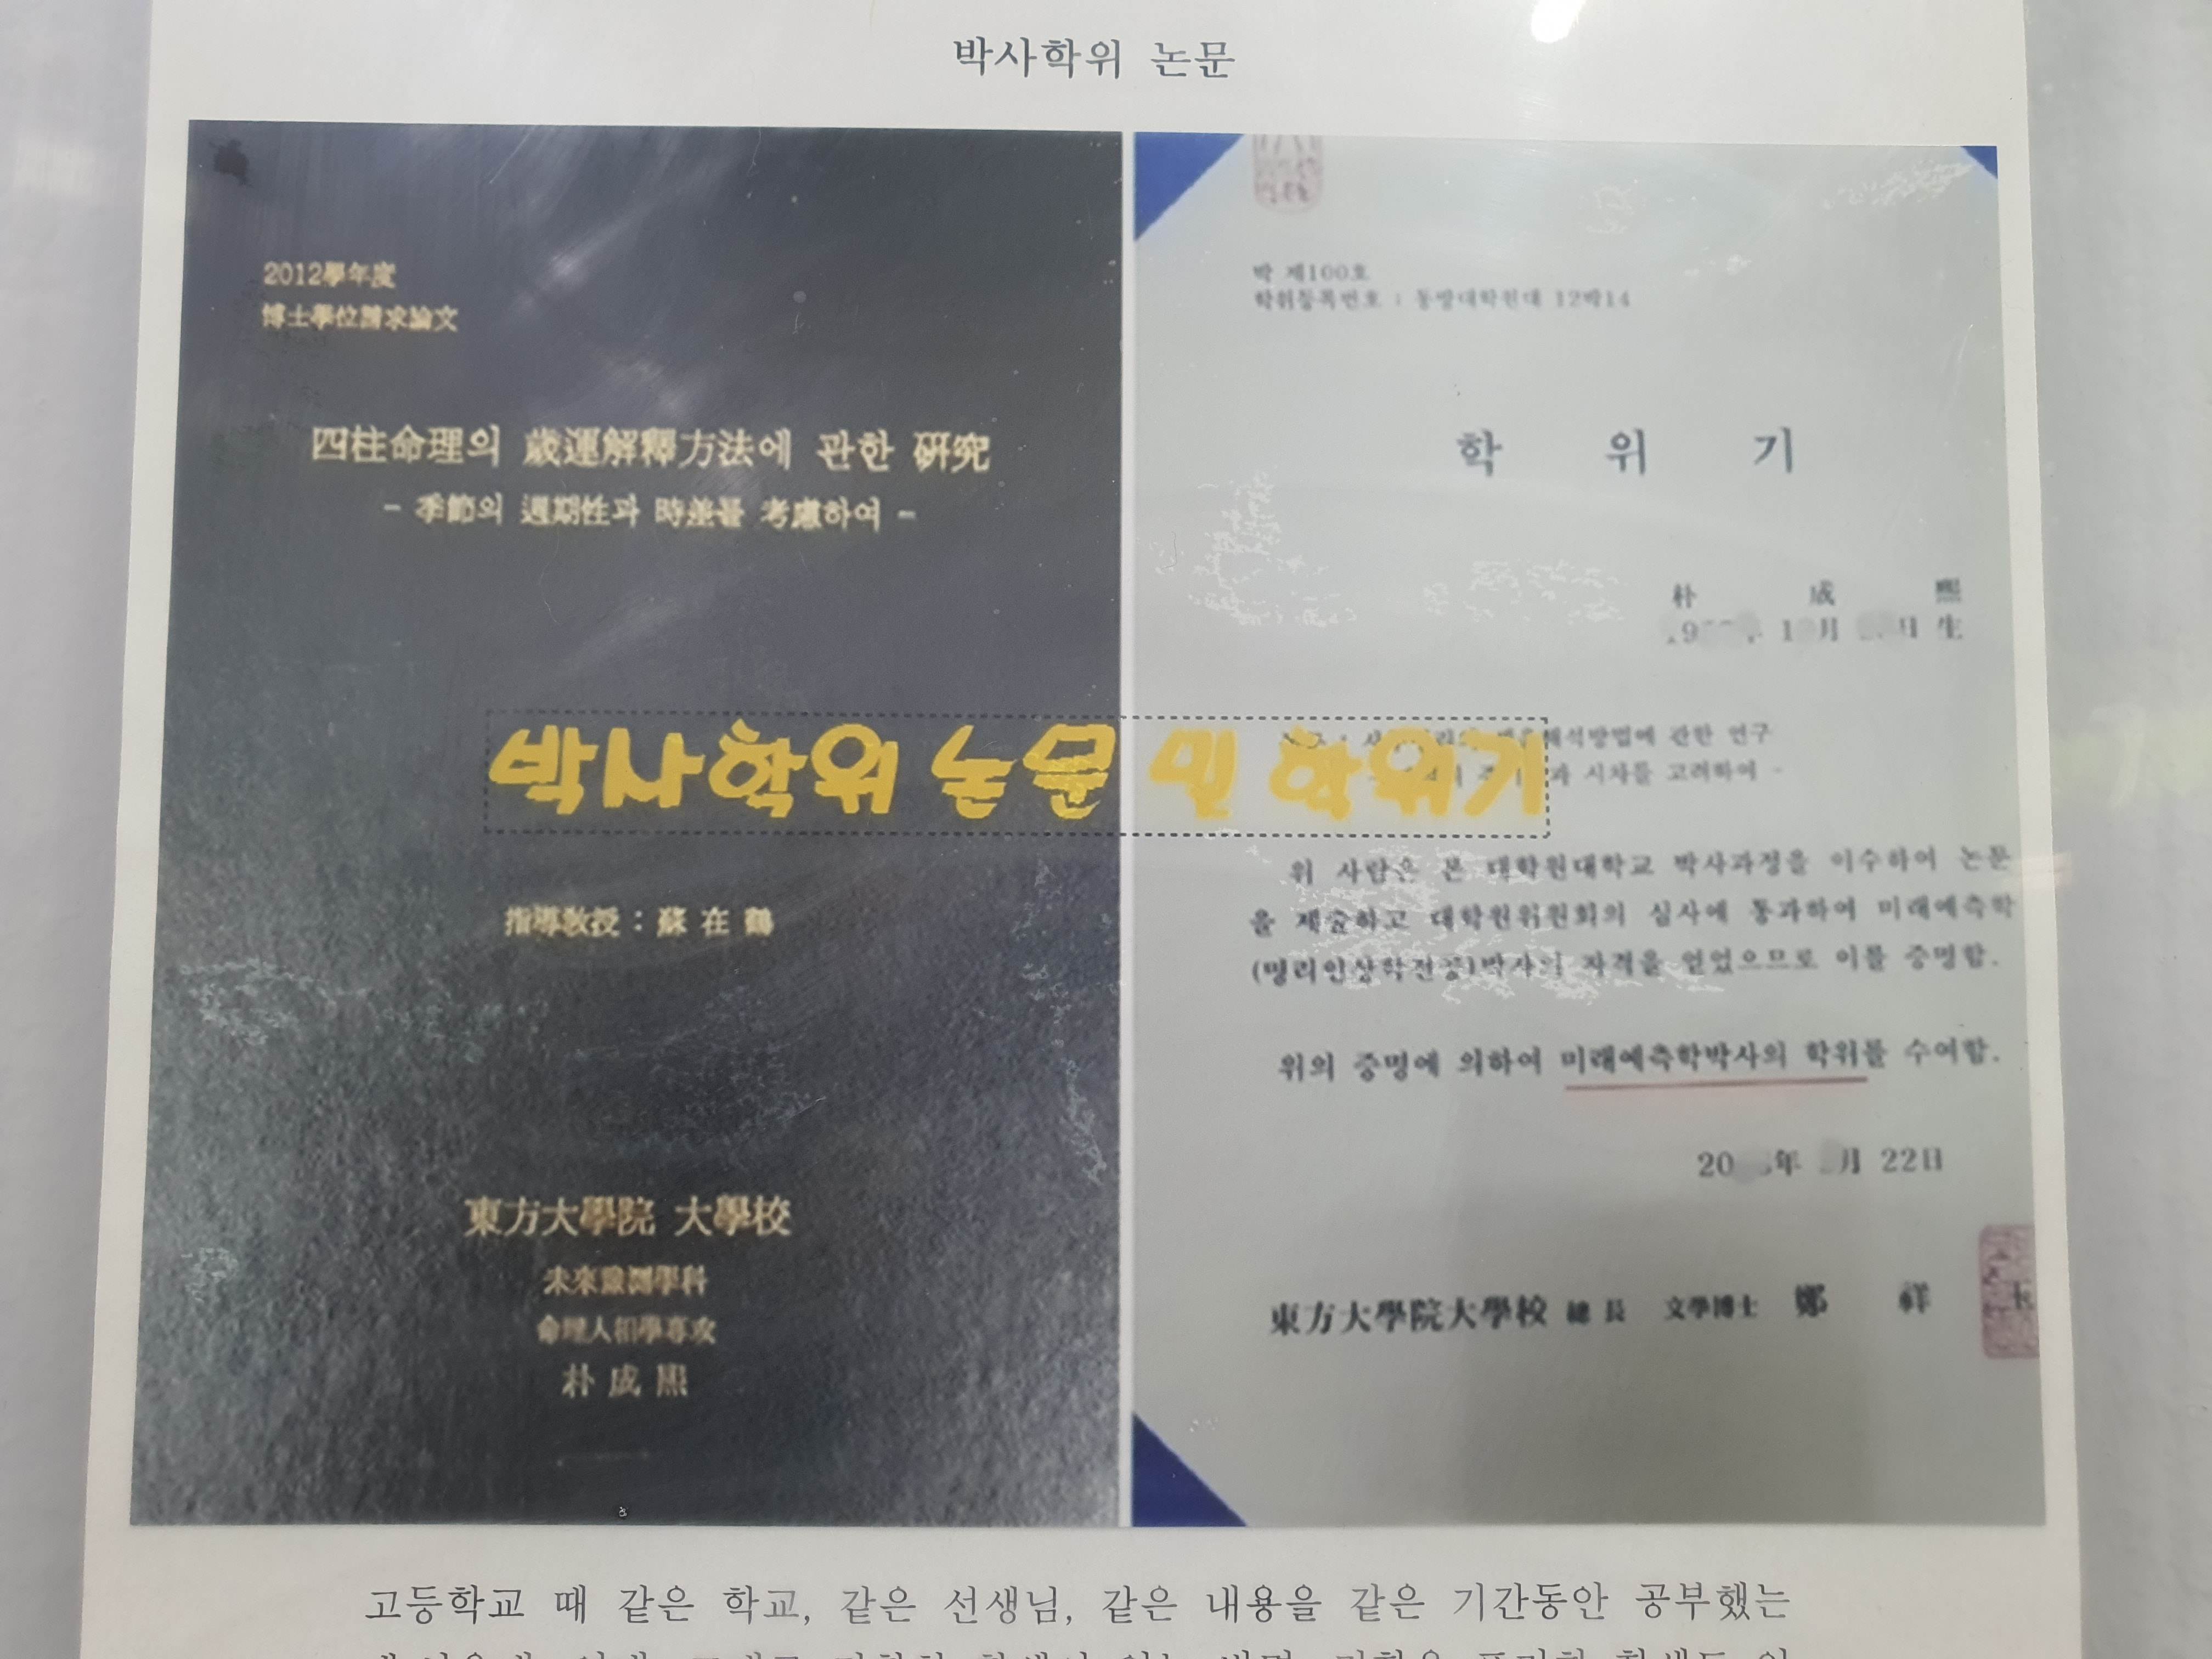 박사학위 논문
2012學年度
博士學位請求論文
四柱命理의 歲運解釋方法에 관한 硏究
- 季節의 週期性과 時差를 考慮하여 -
박사학위 논문 및 학위기
指導敎授 : 蘇 在 鶴
東方大學院 大學校
未來豫測學科
命理人相學專攻
朴 成 熙
박 제100호
학위등록번호 : 동방대학원대 12박14
학 위 기
朴 成 熙
月 日 生
해석방법에 관한 연구
과 시차를 고려하여 -
위 사람은 본 대학원대학교 박사과정을 이수하여 논문
을 제출하고 대학원위원회의 심사에 통과하여 미래예측학
(명리인상학전공)박사의 자격을 얻었으므로 이를 증명함.
위의 증명에 의하여 미래예측학박사의 학위를 수여함.
20 年 月 22日
東方大學院大學校 總 長 文學博士 鄭 祥
고등학교 때 같은 학교, 같은 선생님, 같은 내용을 같은 기간동안 공부했는